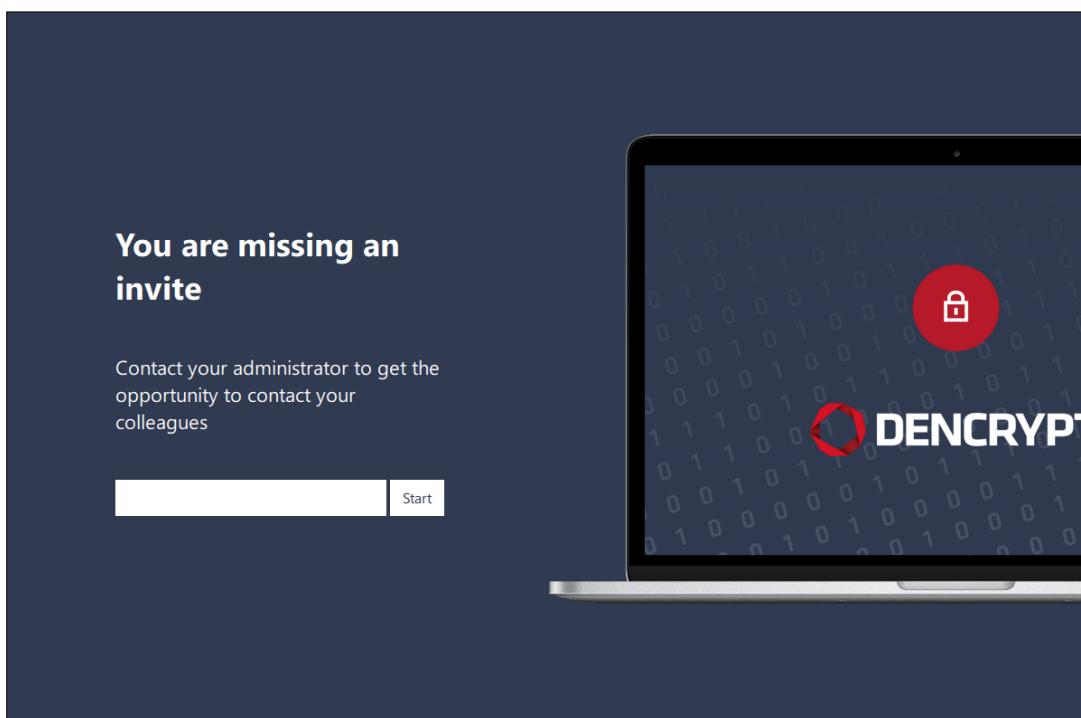 You are missing an
invite
Contact your administrator to get the
opportunity to contact your
colleagues
Start
DENCRYPT